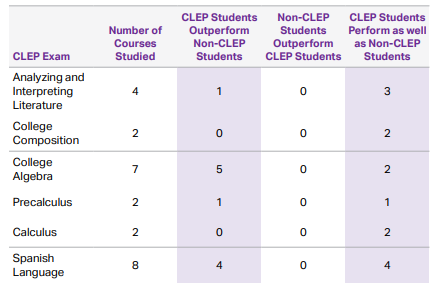 CLEP Exam Number of Courses Studied CLEP Students Outperform Non-CLEP Students Non-CLEP Students Outperform CLEP Students CLEP Students Perform as well as Non-CLEP Students
Analyzing and Interpreting Literature 4 1 0 3
College Composition 2 0 0 2
College Algebra 7 5 0 2
Precalculus 2 1 0 1
Calculus 2 0 0 2
Spanish Language 8 4 0 4